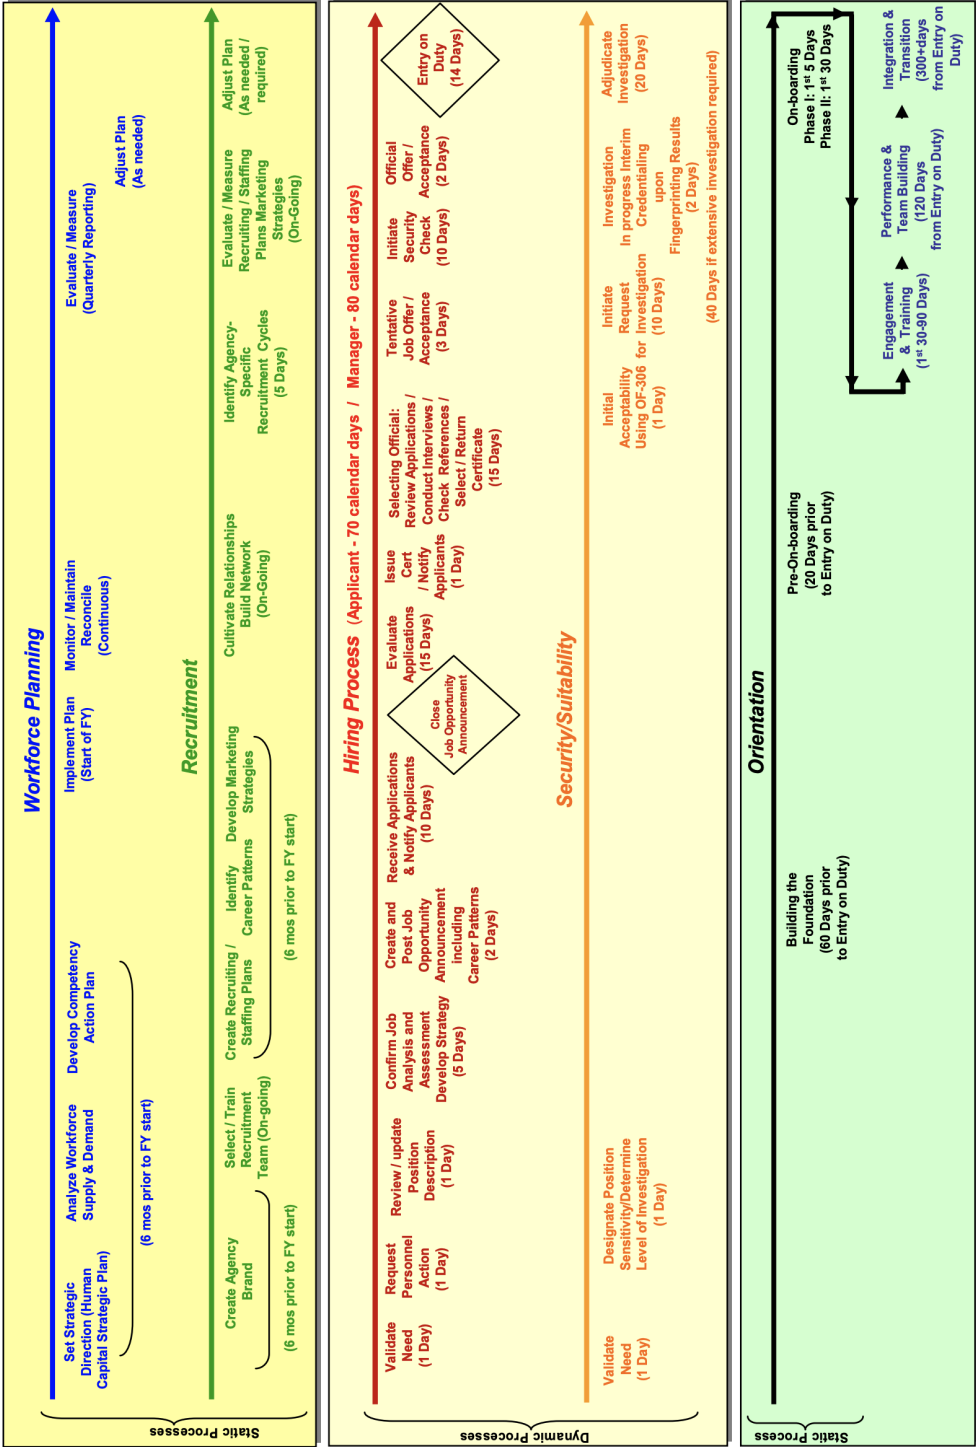 Workforce Planning
Set Strategic
Direction (Human
Capital Strategic Plan)
Analyze Workforce
Supply & Demand
Develop Competency
Action Plan
(6 mos prior to FY start)
Implement Plan
(Start of FY)
Monitor / Maintain
Reconcile
(Continuous)
Evaluate / Measure
(Quarterly Reporting)
Adjust Plan
(As needed)
Recruitment
Create Agency
Brand
(6 mos prior to FY start)
Select / Train
Recruitment
Team (On-going)
Create Recruiting /
Staffing Plans
Identify
Career Patterns
Develop Marketing
Strategies
(6 mos prior to FY start)
Cultivate Relationships
Build Network
(On-Going)
Identify Agency-
Specific
Recruitment Cycles
(5 Days)
Evaluate / Measure
Recruiting / Staffing
Plans Marketing
Strategies
(On-Going)
Adjust Plan
(As needed /
required)
Static Processes
Hiring Process (Applicant - 70 calendar days / Manager - 80 calendar days)
Validate
Need
(1 Day)
Request
Personnel
Action
(1 Day)
Review / update
Position
Description
(1 Day)
Confirm Job
Analysis and
Assessment
Develop Strategy
(5 Days)
Create and
Post Job
Opportunity
Announcement
including
Career Patterns
(2 Days)
Receive Applications
& Notify Applicants
(10 Days)
Close
Job Opportunity
Announcement
Evaluate
Applications
(15 Days)
Issue
Cert
/ Notify
Applicants
(1 Day)
Selecting Official:
Review Applications /
Conduct Interviews /
Check References /
Select / Return
Certificate
(15 Days)
Tentative
Job Offer /
Acceptance
(3 Days)
Initiate
Security
Check
(10 Days)
Official
Offer /
Acceptance
(2 Days)
Entry on
Duty
(14 Days)
Security/Suitability
Validate
Need
(1 Day)
Designate Position
Sensitivity/Determine
Level of Investigation
(1 Day)
Initial
Acceptability
Using OF-306
(1 Day)
Initiate
Request
for Investigation
(10 Days)
Investigation
In progress Interim
Credentialing
upon
Fingerprinting Results
(2 Days)
Adjudicate
Investigation
(20 Days)
(40 Days if extensive investigation required)
Dynamic Processes
Orientation
Building the
Foundation
(60 Days prior
to Entry on Duty)
Pre-On-boarding
(20 Days prior
to Entry on Duty)
On-boarding
Phase I: 1st 5 Days
Phase II: 1st 30 Days
Engagement
& Training
(1st 30-90 Days)
Performance &
Team Building
(120 Days
from Entry on Duty)
Integration &
Transition
(300+days
from Entry on
Duty)
Static Process